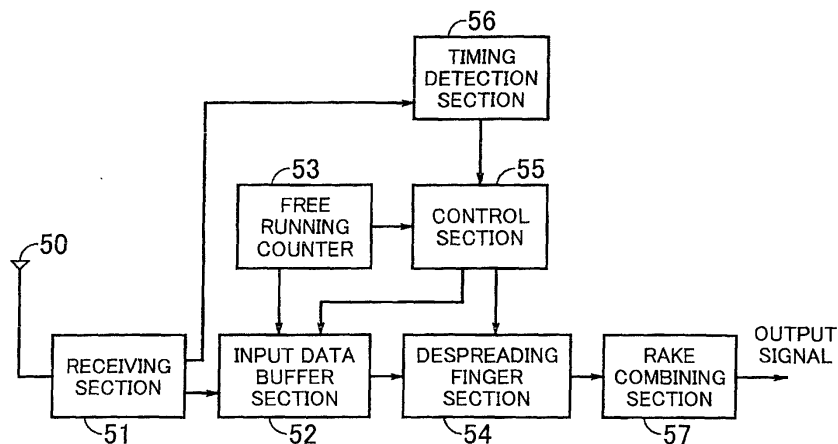 56
TIMING
DETECTION
SECTION
53
FREE
RUNNING
COUNTER
55
CONTROL
SECTION
50
RECEIVING
SECTION
51
INPUT DATA
BUFFER
SECTION
52
DESPREADING
FINGER
SECTION
54
RAKE
COMBINING
SECTION
57
OUTPUT
SIGNAL